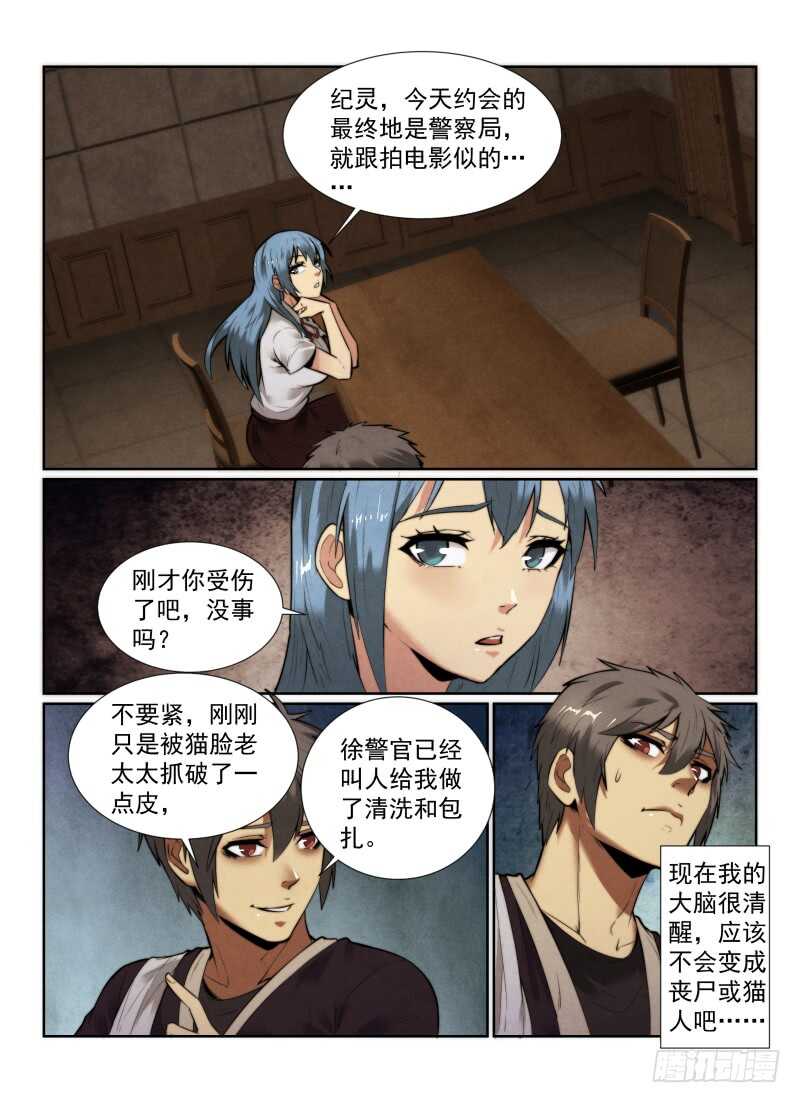 纪灵，今天约会的
最终地是警察局，
就跟拍电影似的……
……
刚才你受伤
了吧，没事
吗？
不要紧，刚刚
只是被猫脸老
太太抓破了一
点皮，
徐警官已经
叫人给我做
了清洗和包
扎。
现在我的
大脑很清
醒，应该
不会变成
丧尸或猫
人吧……
腾讯动漫